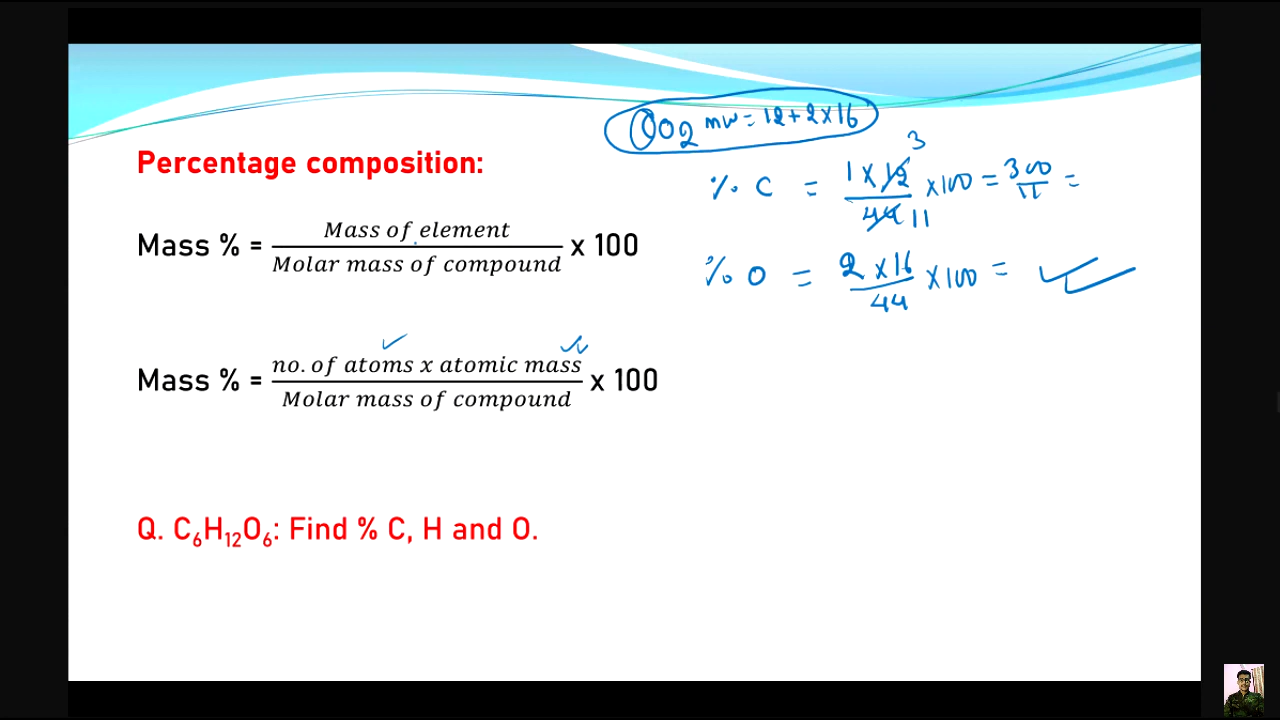 CO2 mw = 12 + 2 x 16
Percentage composition:
% C = 1 x 12 3 / 44 11 x 100 = 300 / 11 =
Mass % = Mass of element / Molar mass of compound x 100
% O = 2 x 16 / 44 x 100 =
Mass % = no. of atoms x atomic mass / Molar mass of compound x 100
Q. C₆H₁₂O₆: Find % C, H and O.